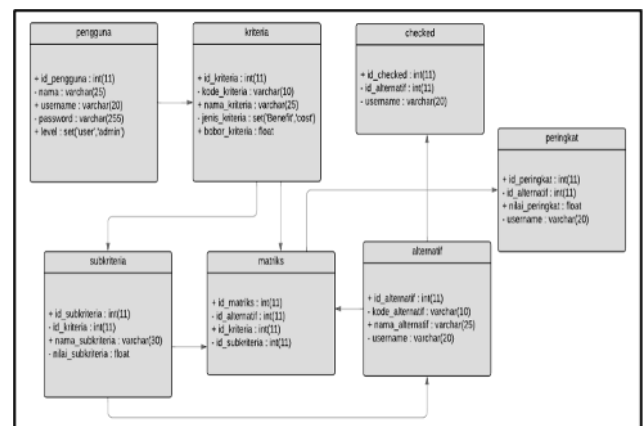 pengguna
+ id_pengguna : int(11)
- nama : varchar(25)
+ username : varchar(20)
- password : varchar(255)
+ level : set('user','admin')
kriteria
+ id_kriteria : int(11)
- kode_kriteria : varchar(10)
+ nama_kriteria : varchar(25)
- jenis_kriteria : set('Benefit','cost')
+ bobor_kriteria : float
checked
+ id_checked : int(11)
- id_alternatif : int(11)
- username : varchar(20)
peringkat
+ id_peringkat : int(11)
- id_alternatif : int(11)
+ nilai_peringkat : float
- username : varchar(20)
subkriteria
+ id_subkriteria : int(11)
- id_kriteria : int(11)
+ nama_subkriteria : varchar(30)
- nilai_subkriteria : float
matriks
+ id_matriks : int(11)
- id_alternatif : int(11)
+ id_kriteria : int(11)
- id_subkriteria : int(11)
alternatif
+ id_alternatif : int(11)
- kode_alternatif : varchar(10)
+ nama_alternatif : varchar(25)
- username : varchar(20)